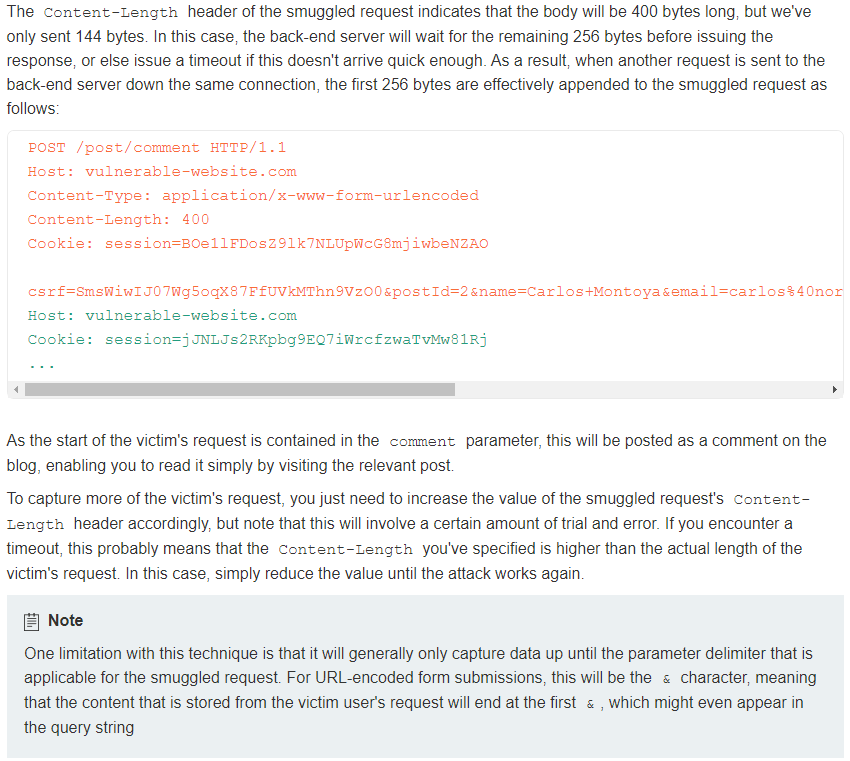 The Content-Length header of the smuggled request indicates that the body will be 400 bytes long, but we've
only sent 144 bytes. In this case, the back-end server will wait for the remaining 256 bytes before issuing the
response, or else issue a timeout if this doesn't arrive quick enough. As a result, when another request is sent to the
back-end server down the same connection, the first 256 bytes are effectively appended to the smuggled request as
follows:
POST /post/comment HTTP/1.1
Host: vulnerable-website.com
Content-Type: application/x-www-form-urlencoded
Content-Length: 400
Cookie: session=BOe1lFDosZ9lk7NLUpWcG8mjiwbeNZAO
csrf=SmsWiwIJ07Wg5oqX87FfUVkMThn9VzO0&postId=2&name=Carlos+Montoya&email=carlos%40nor
Host: vulnerable-website.com
Cookie: session=jJNLJs2RKpbg9EQ7iWrcfzwaTvMw81Rj
...
As the start of the victim's request is contained in the comment parameter, this will be posted as a comment on the
blog, enabling you to read it simply by visiting the relevant post.
To capture more of the victim's request, you just need to increase the value of the smuggled request's Content-
Length header accordingly, but note that this will involve a certain amount of trial and error. If you encounter a
timeout, this probably means that the Content-Length you've specified is higher than the actual length of the
victim's request. In this case, simply reduce the value until the attack works again.
Note
One limitation with this technique is that it will generally only capture data up until the parameter delimiter that is
applicable for the smuggled request. For URL-encoded form submissions, this will be the & character, meaning
that the content that is stored from the victim user's request will end at the first & , which might even appear in
the query string